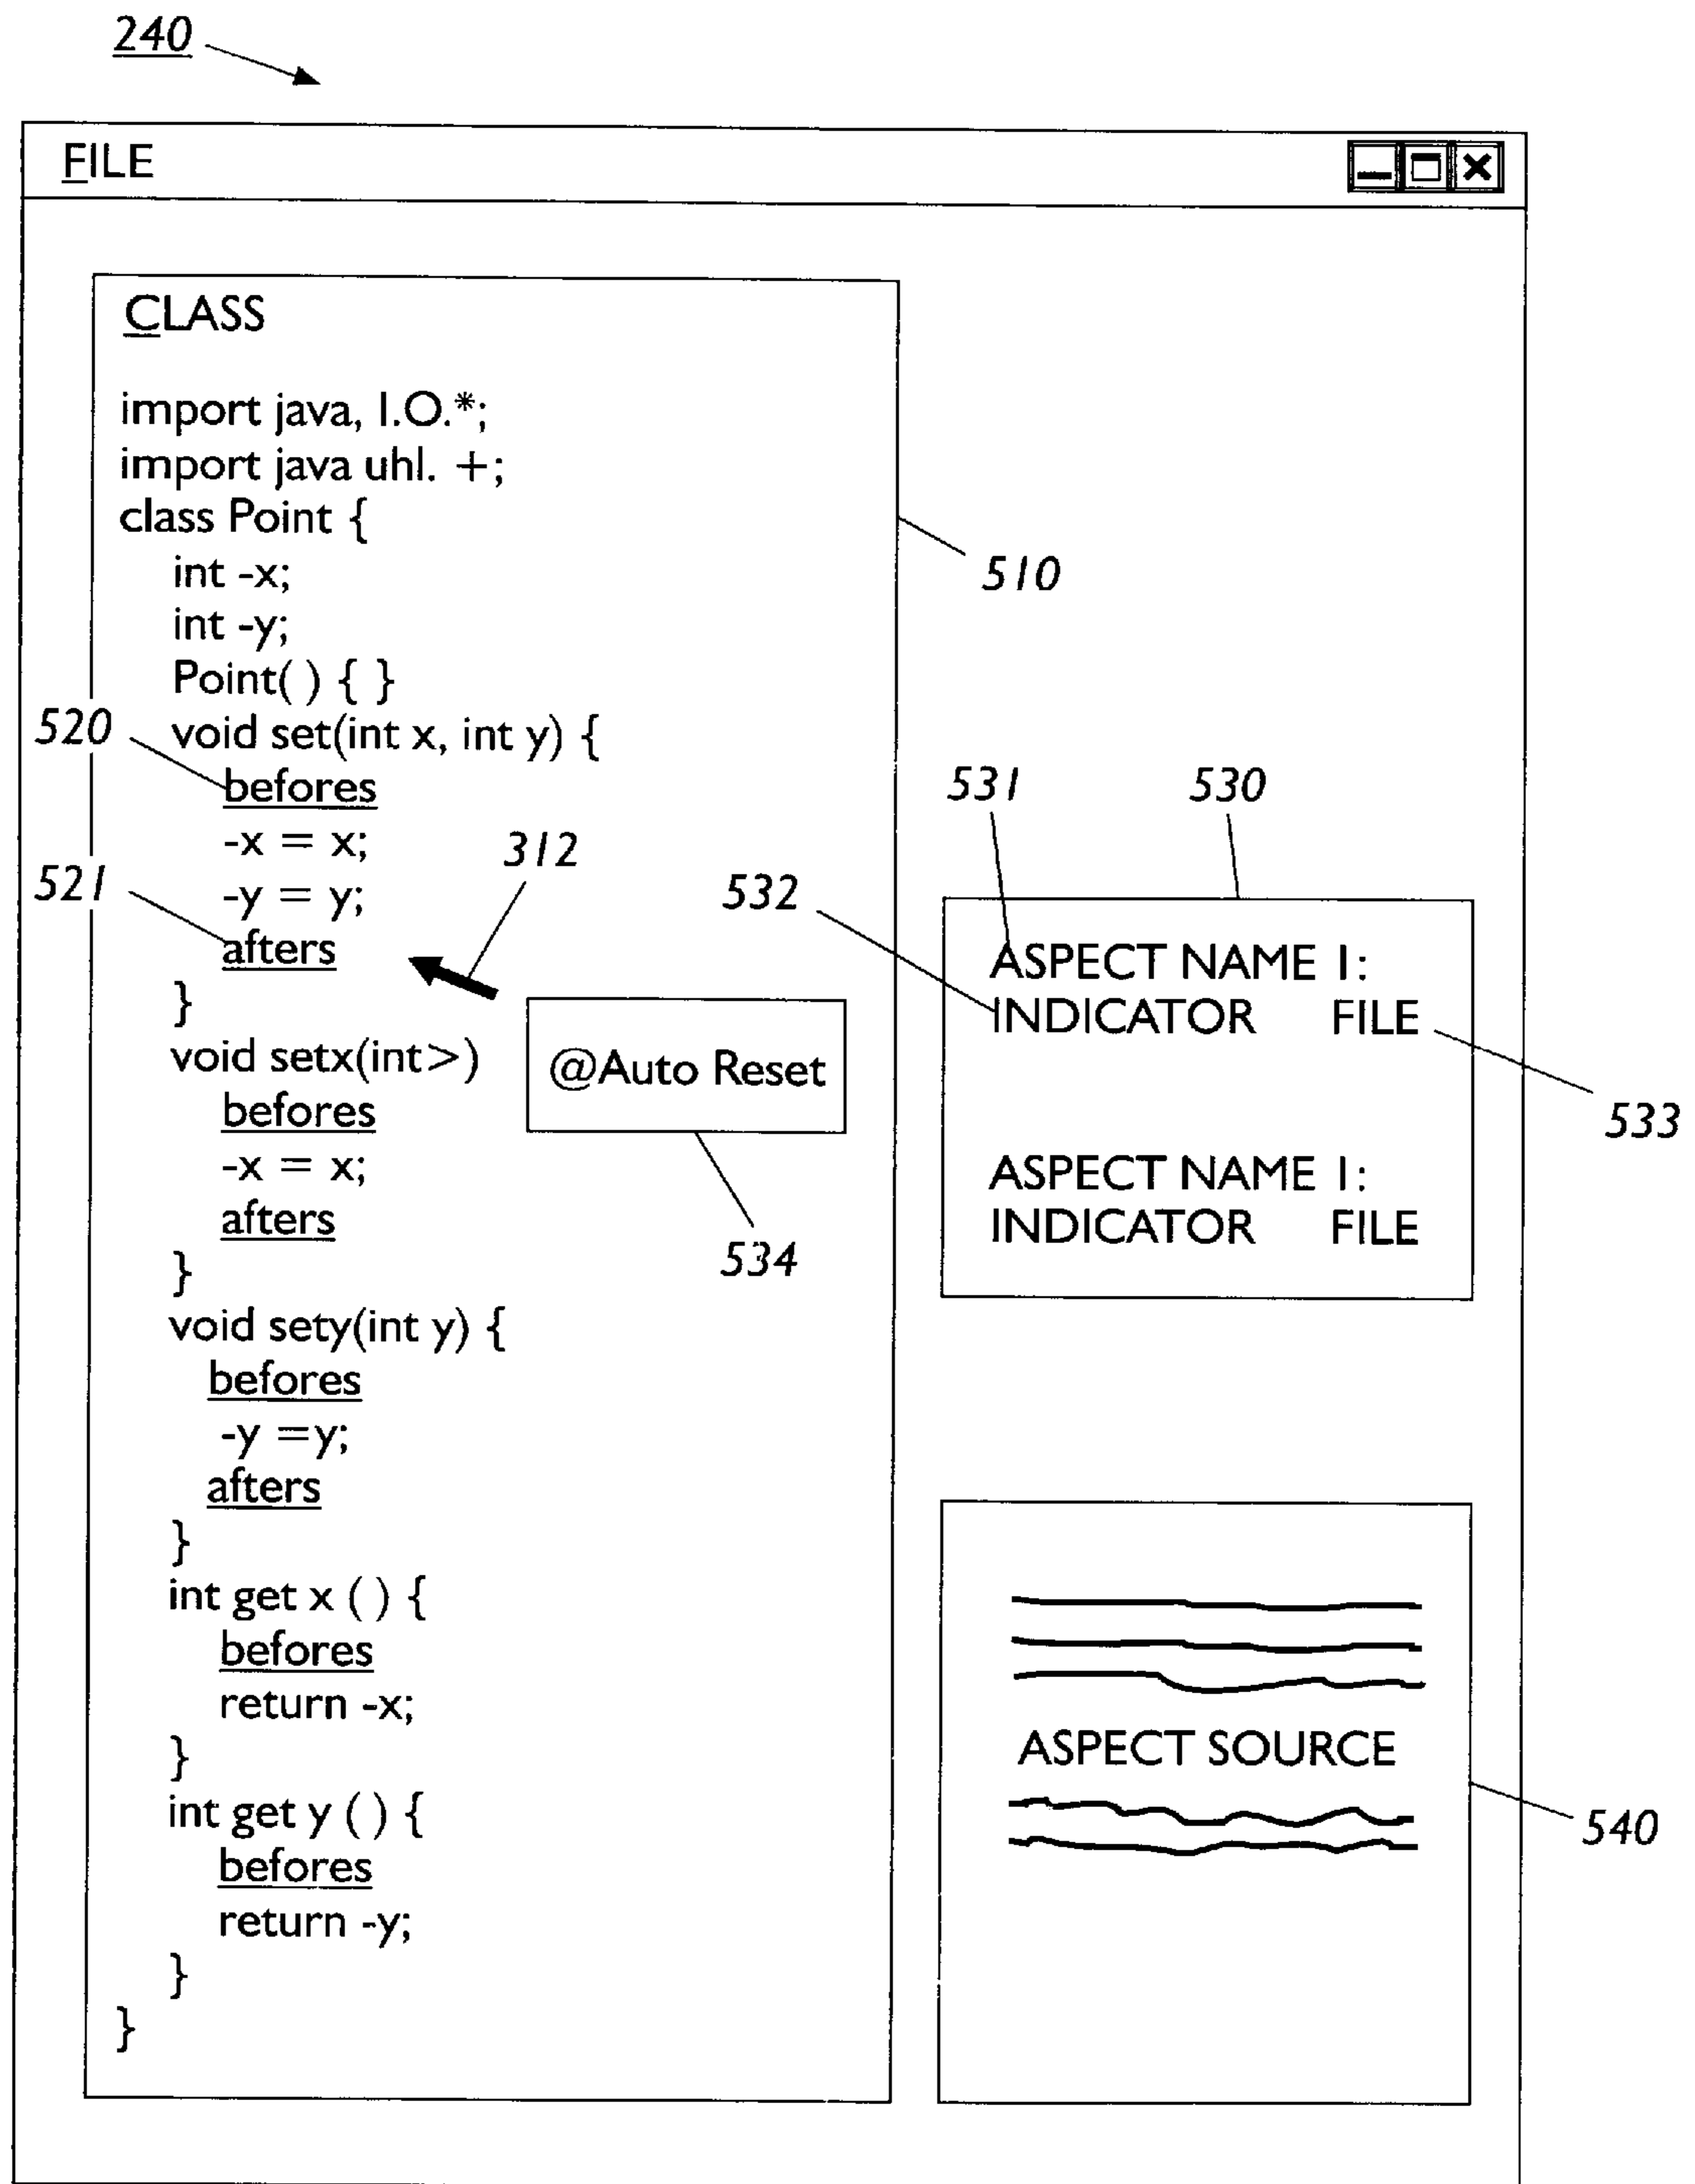 240
FILE
CLASS
import java, I.O.*;
import java uhl. +;
class Point {
int -x;
int -y;
Point( ) { }
void set(int x, int y) {
befores
-x = x;
-y = y;
afters
}
void setx(int>)
befores
-x = x;
afters
}
void sety(int y) {
befores
-y =y;
afters
}
int get x ( ) {
befores
return -x;
}
int get y ( ) {
befores
return -y;
}
}
510
520
521
312
@Auto Reset
534
531
530
532
ASPECT NAME 1:
INDICATOR FILE
533
ASPECT NAME 1:
INDICATOR FILE
ASPECT SOURCE
540